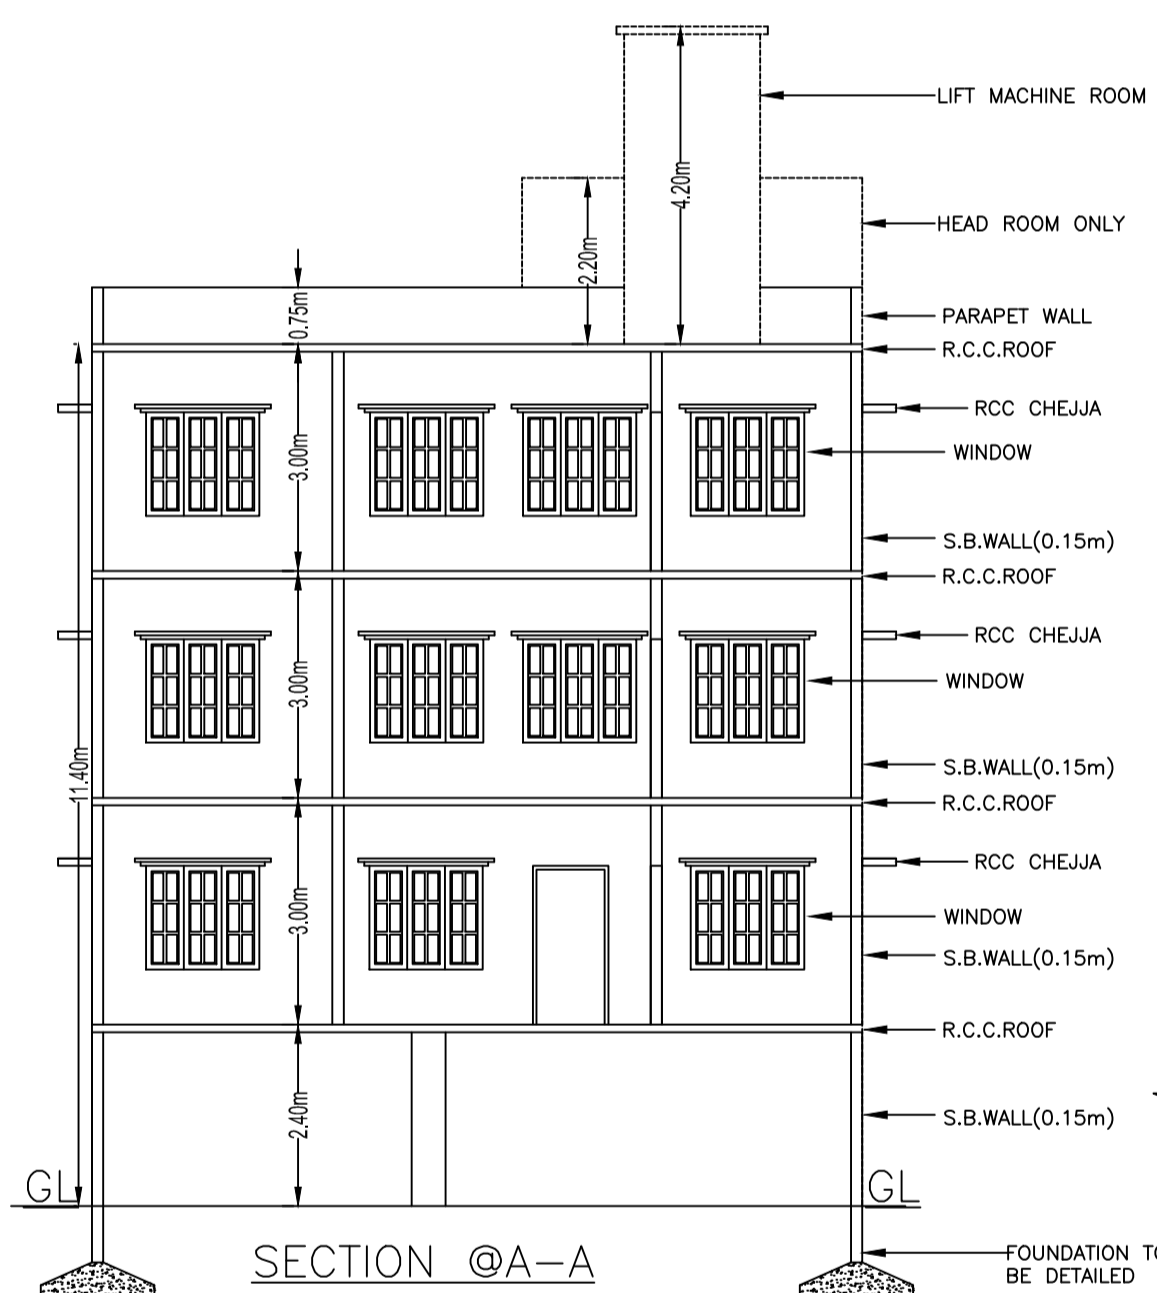 LIFT MACHINE ROOM
4.20m
HEAD ROOM ONLY
2.20m
0.75m
PARAPET WALL
R.C.C.ROOF
RCC CHEJJA
WINDOW
3.00m
S.B.WALL(0.15m)
R.C.C.ROOF
RCC CHEJJA
WINDOW
3.00m
11.40m
S.B.WALL(0.15m)
R.C.C.ROOF
RCC CHEJJA
WINDOW
3.00m
S.B.WALL(0.15m)
R.C.C.ROOF
2.40m
S.B.WALL(0.15m)
GL
GL
SECTION @A-A
FOUNDATION TO
BE DETAILED